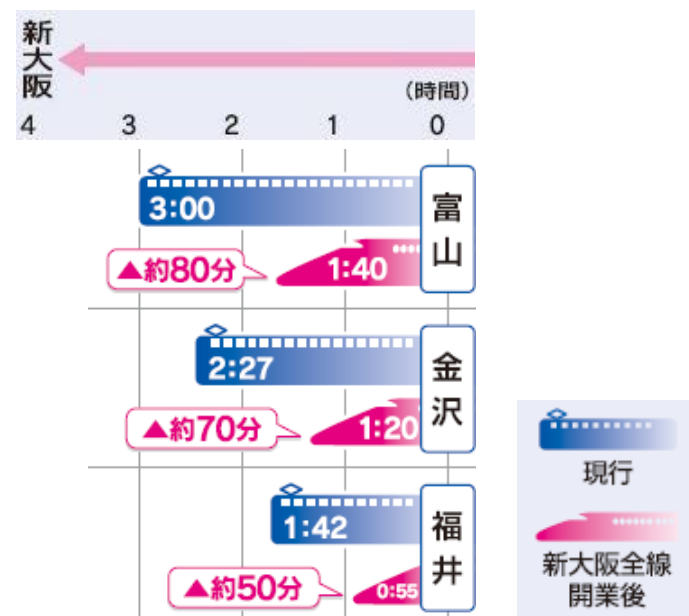 新大阪
(時間)
4 3 2 1 0
3:00
富山
▲約80分
1:40
2:27
金沢
▲約70分
1:20
1:42
福井
▲約50分
0:55
現行
新大阪全線
開業後